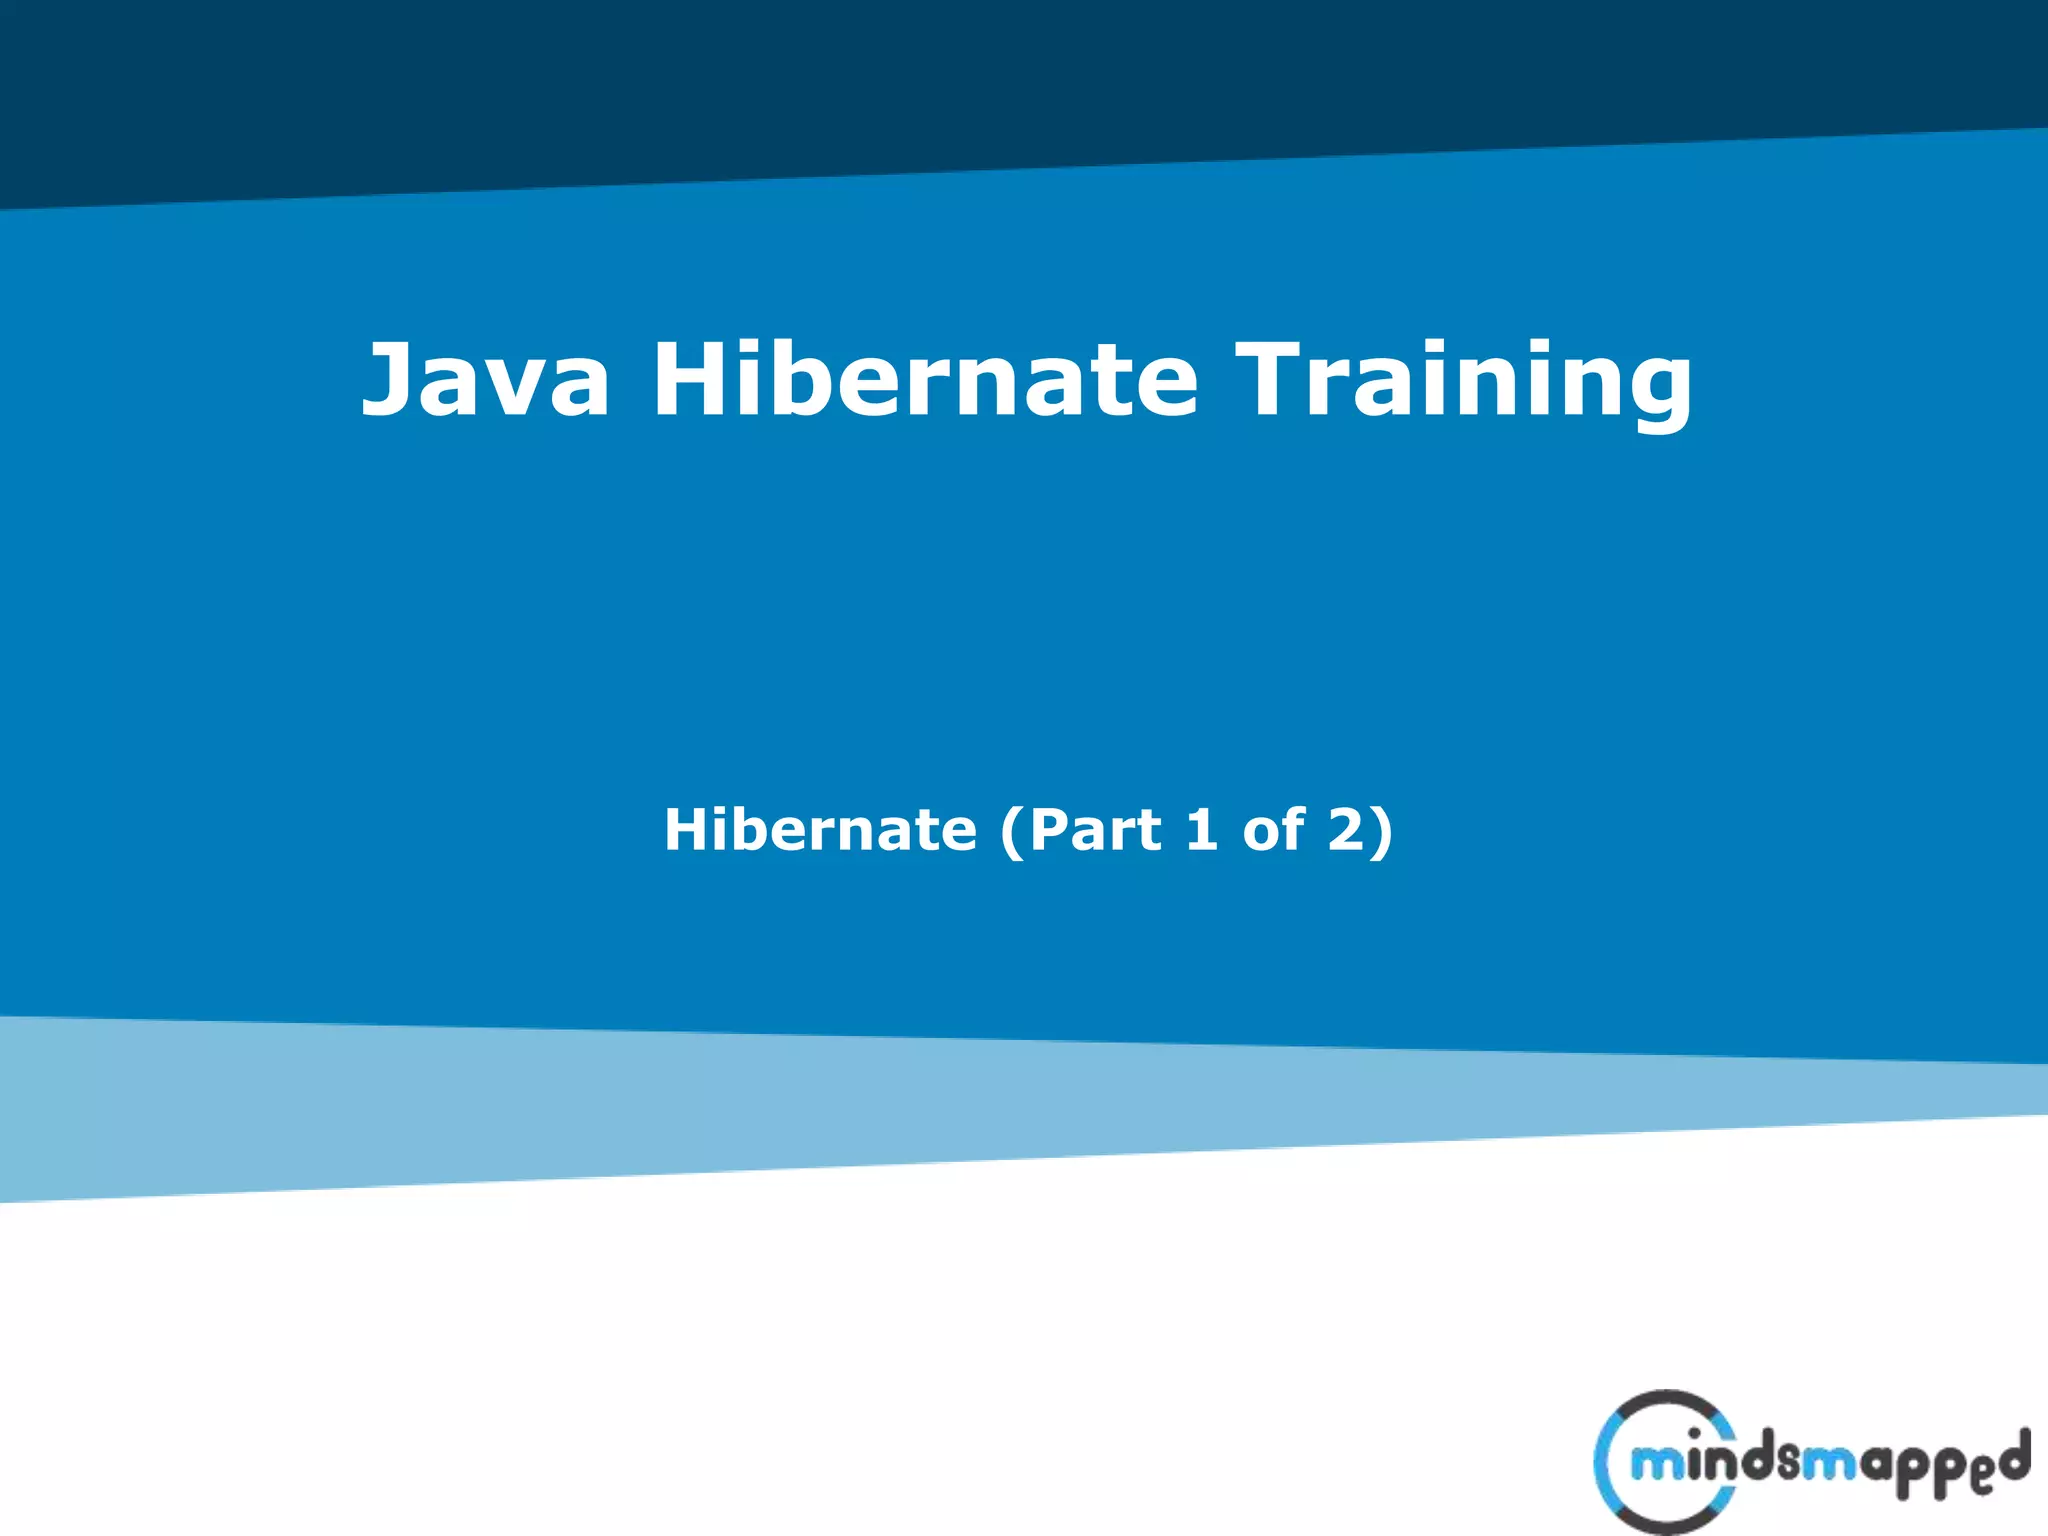 Java Hibernate Training
Hibernate (Part 1 of 2)
mindsmapped